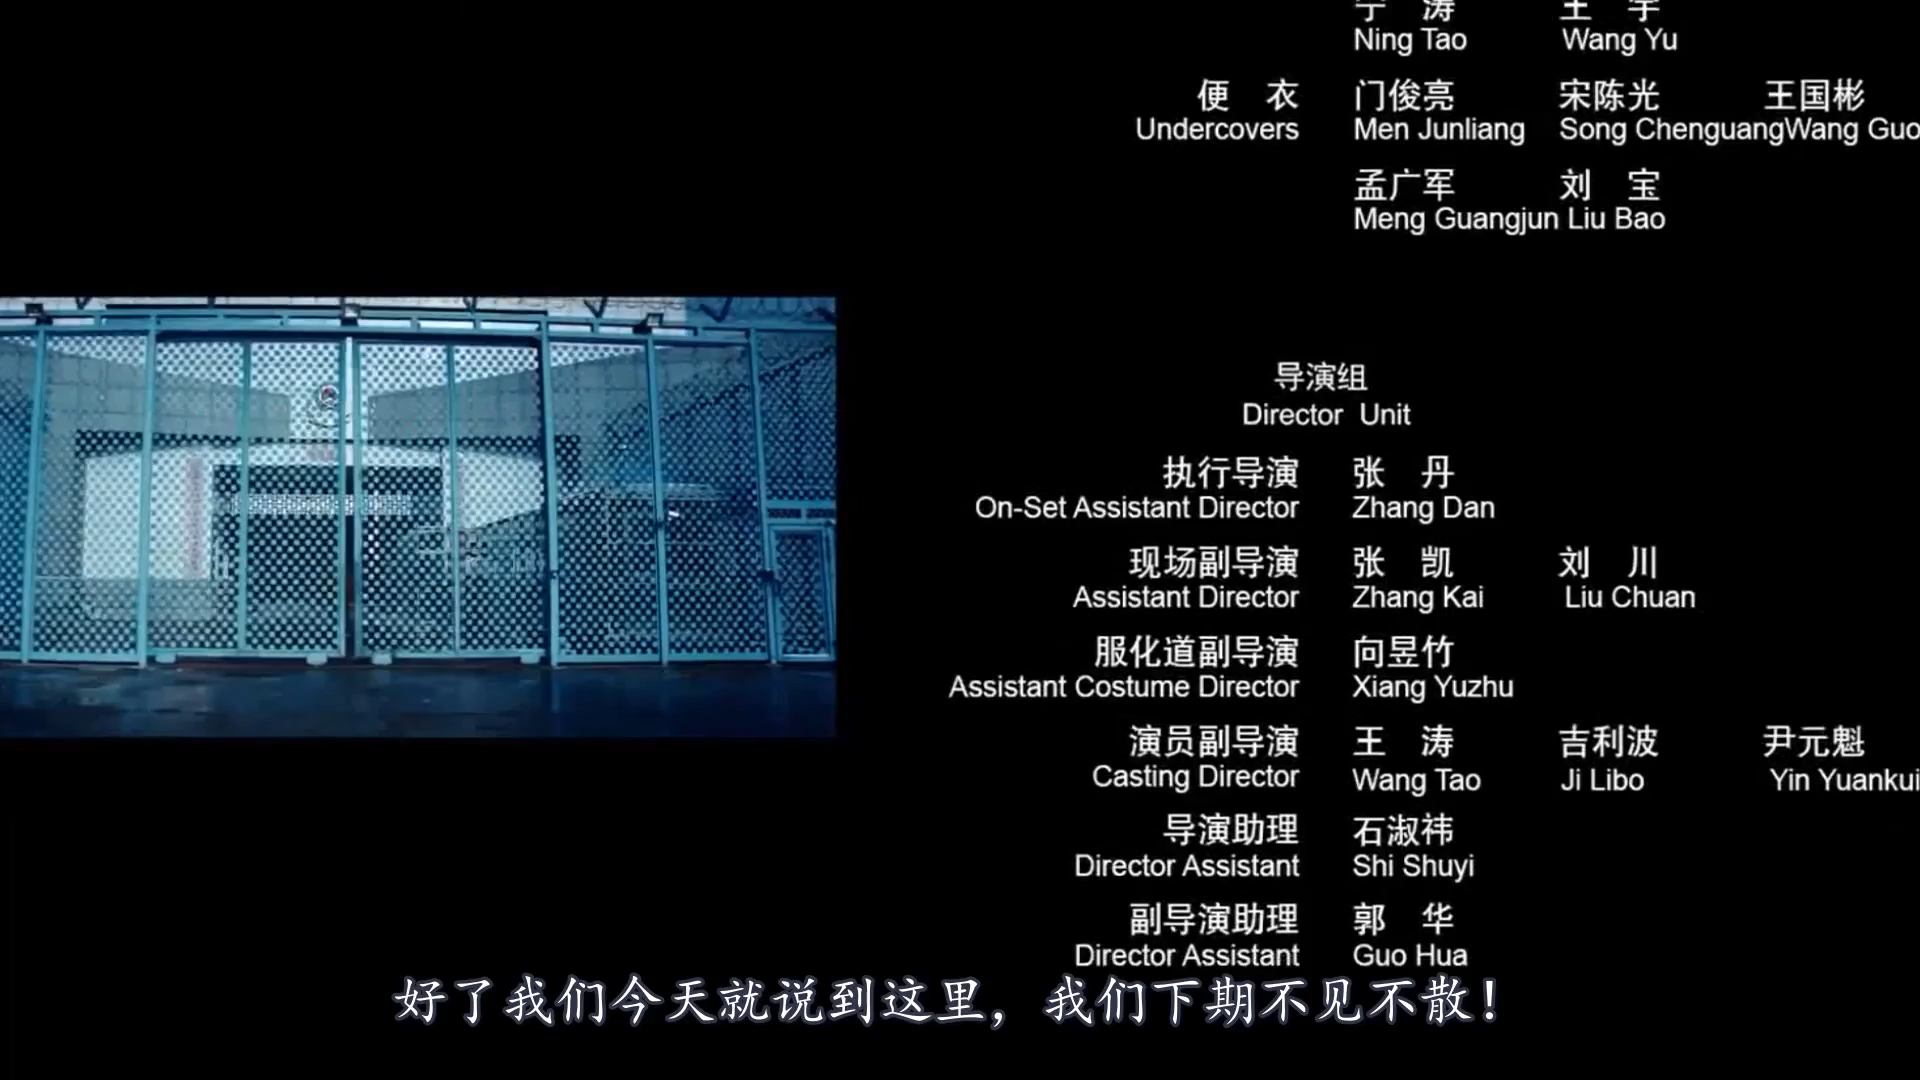 宁 涛 王 宇
Ning Tao Wang Yu
便 衣 门俊亮 宋陈光 王国彬
Undercovers Men Junliang Song Chenguang Wang Guo
孟广军 刘 宝
Meng Guangjun Liu Bao
导演组
Director Unit
执行导演 张 丹
On-Set Assistant Director Zhang Dan
现场副导演 张 凯 刘 川
Assistant Director Zhang Kai Liu Chuan
服化道副导演 向昱竹
Assistant Costume Director Xiang Yuzhu
演员副导演 王 涛 吉利波 尹元魁
Casting Director Wang Tao Ji Libo Yin Yuankui
导演助理 石淑祎
Director Assistant Shi Shuyi
副导演助理 郭 华
Director Assistant Guo Hua
好了我们今天就说到这里，我们下期不见不散！